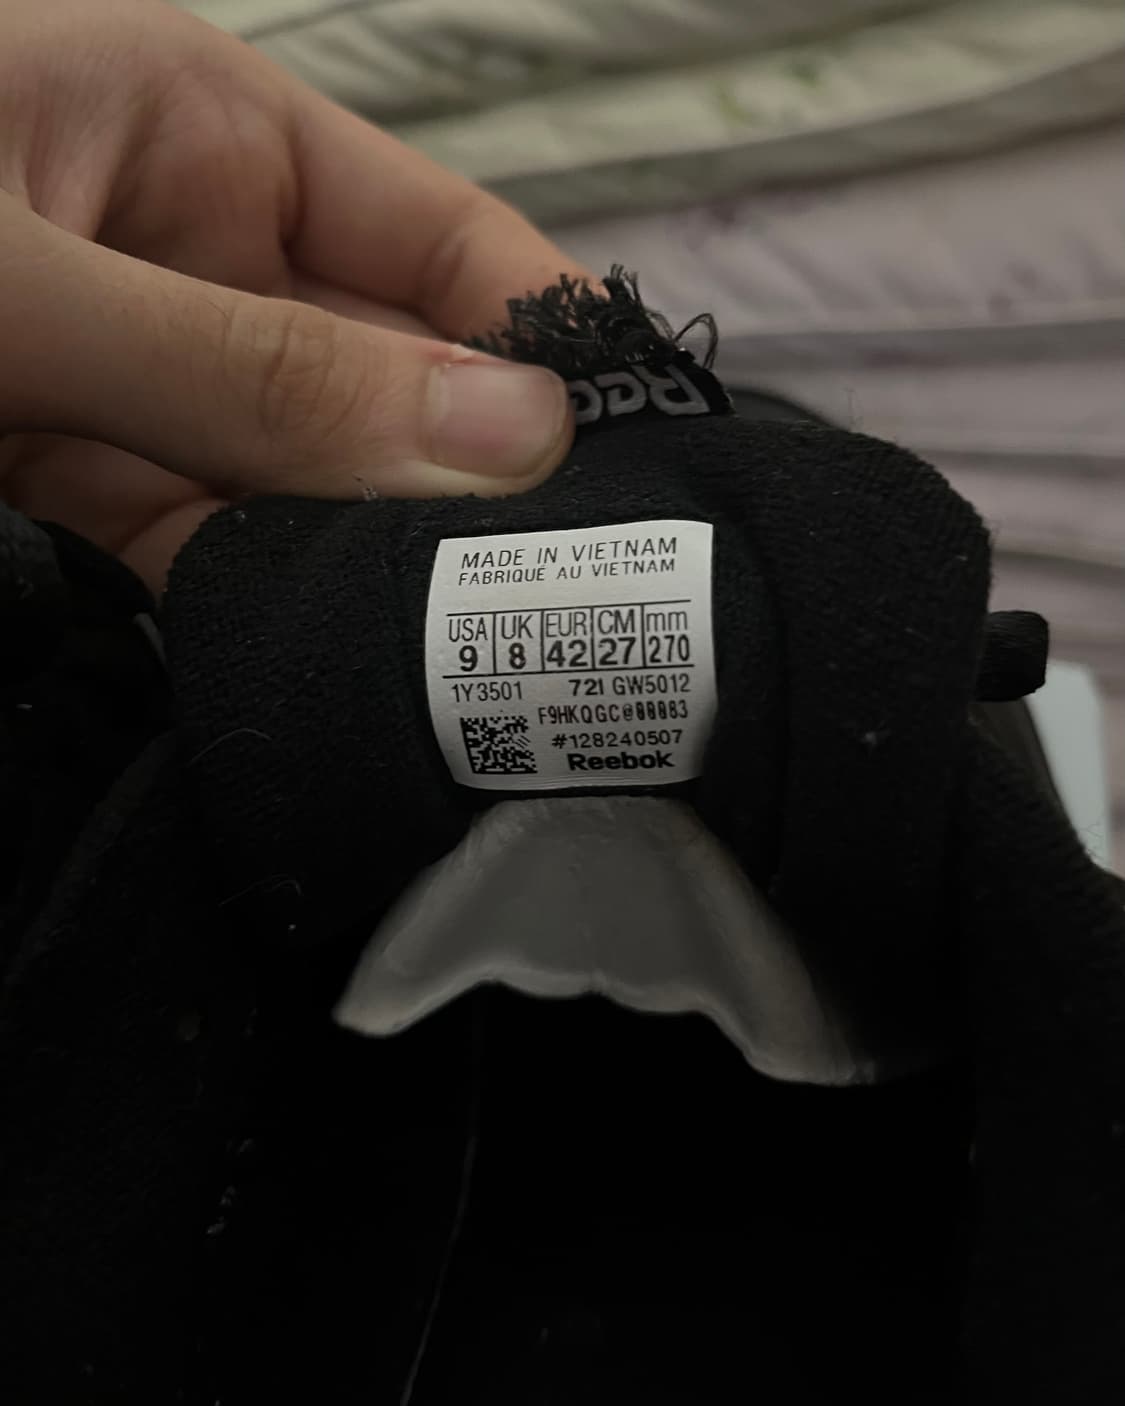 MADE IN VIETNAM
FABRIQUÉ AU VIETNAM
USA UK EUR CM mm
9 8 42 27 270
1Y3501 721 GW5012
F9HKQGC@00083
#128240507
Reebok